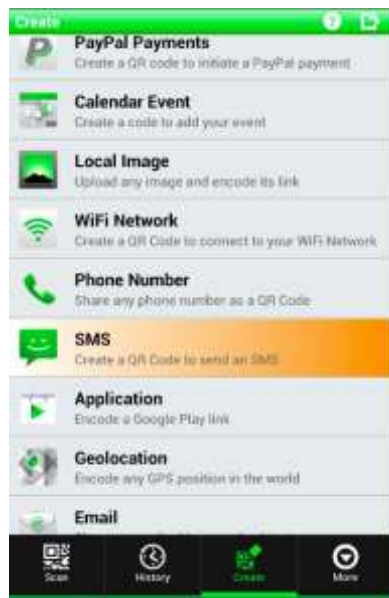 Create
?
PayPal Payments
Create a QR code to initiate a PayPal payment
Calendar Event
Create a code to add your event
Local Image
Upload any image and encode its link
WiFi Network
Create a QR Code to connect to your WiFi Network
Phone Number
Share any phone number as a QR Code
SMS
Create a QR Code to send an SMS
Application
Encode a Google Play link
Geolocation
Encode any GPS position in the world
Email
Scan History Create More